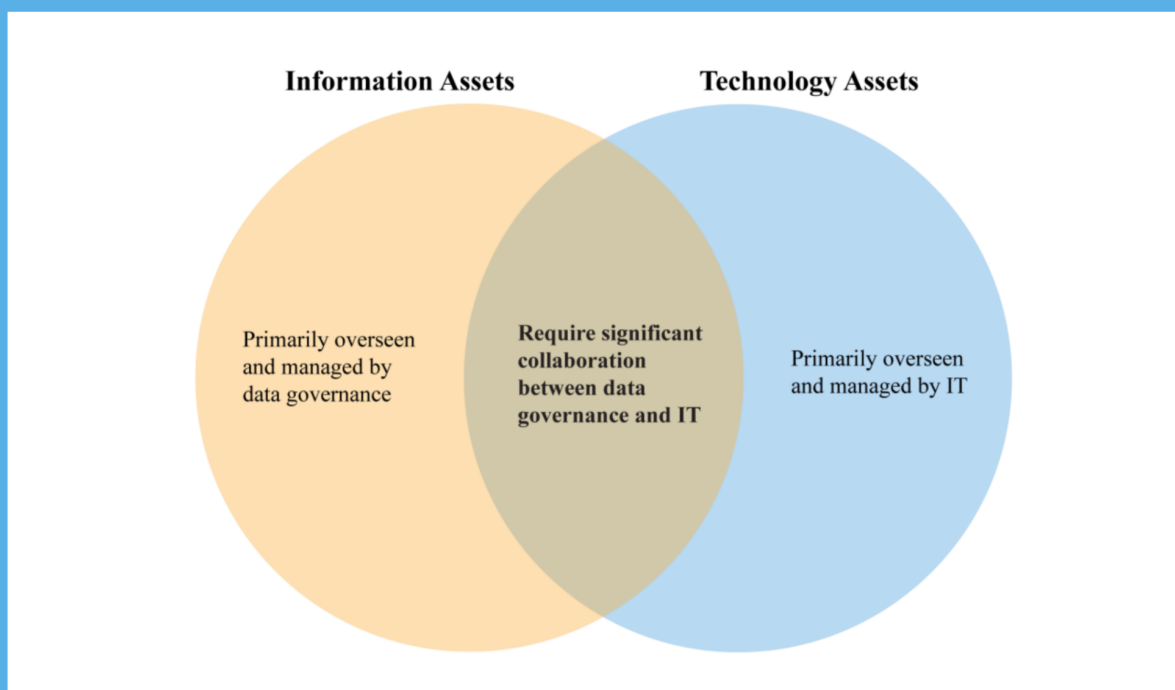 Information Assets
Technology Assets
Primarily overseen
and managed by
data governance
Require significant
collaboration
between data
governance and IT
Primarily overseen
and managed by IT